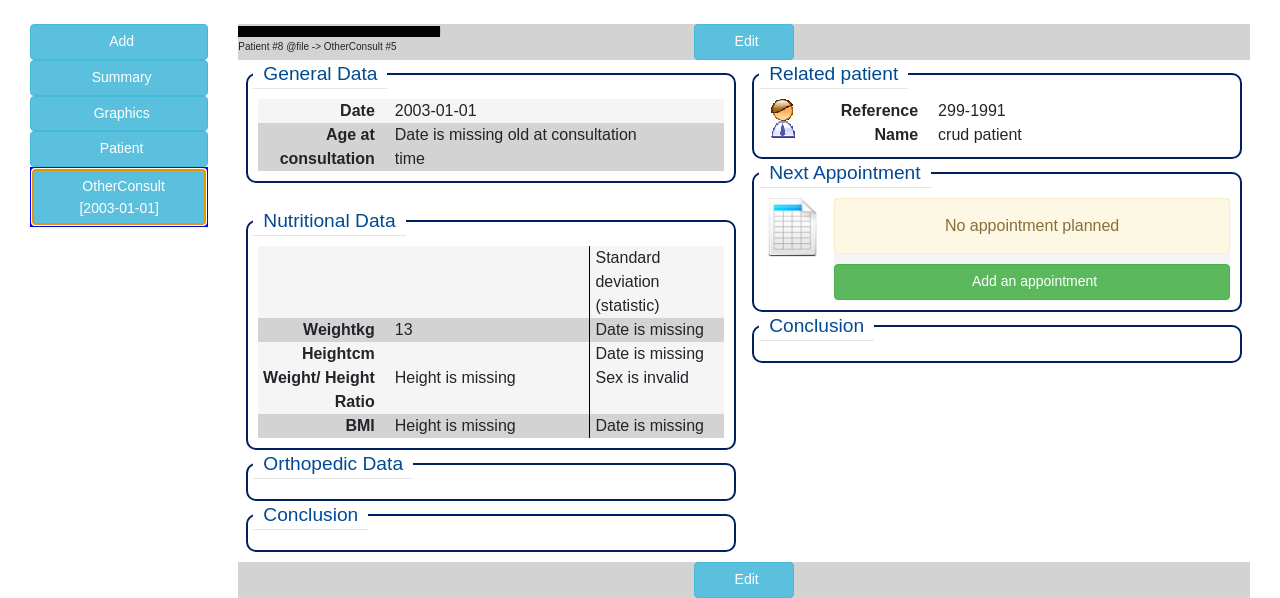 Add
Summary
Graphics
Patient
OtherConsult
[2003-01-01]
Patient #8 @file -> OtherConsult #5
Edit
General Data
Date 2003-01-01
Age at Date is missing old at consultation
consultation time
Nutritional Data
Standard
deviation
(statistic)
Weightkg 13 Date is missing
Heightcm Date is missing
Weight/ Height Height is missing Sex is invalid
Ratio
BMI Height is missing Date is missing
Orthopedic Data
Conclusion
Related patient
Reference 299-1991
Name crud patient
Next Appointment
No appointment planned
Add an appointment
Conclusion
Edit